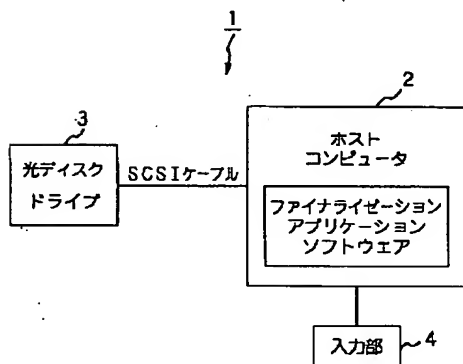 1
2
3
ホスト
コンピュータ
光ディスク
ドライブ
SCSIケーブル
ファイナライゼーション
アプリケーション
ソフトウェア
入力部
4